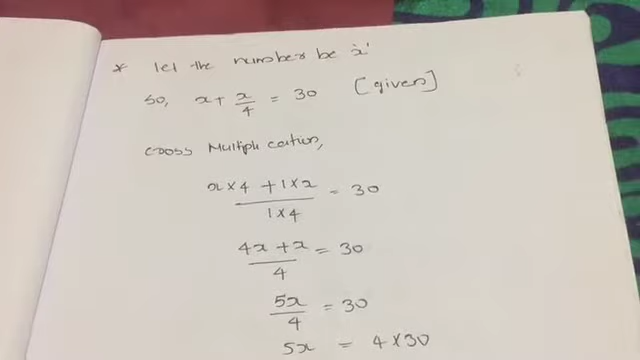 * let the number be 'x'
so, x + x/4 = 30 [given]
cross Multiplication,
x×4 + 1×x / 1×4 = 30
4x + x / 4 = 30
5x / 4 = 30
5x = 4×30